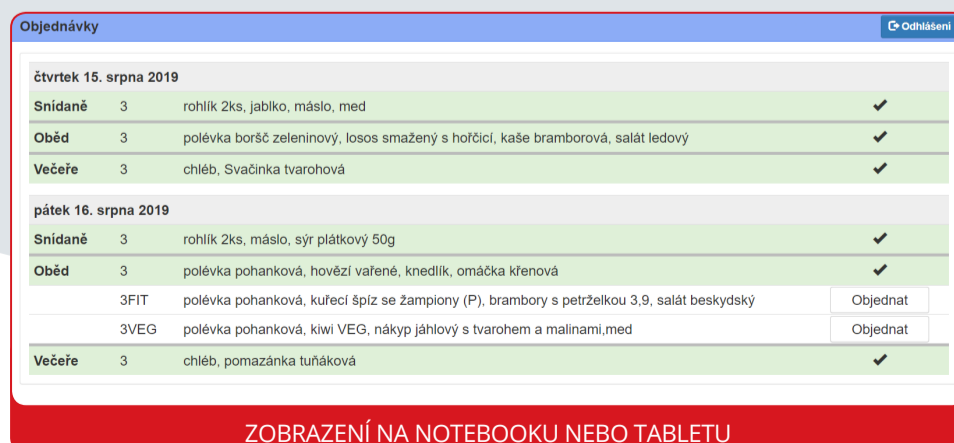 Objednávky Odhlášení
čtvrtek 15. srpna 2019
Snídaně 3 rohlík 2ks, jablko, máslo, med
Oběd 3 polévka boršč zeleninový, losos smažený s hořčicí, kaše bramborová, salát ledový
Večeře 3 chléb, Svačinka tvarohová
pátek 16. srpna 2019
Snídaně 3 rohlík 2ks, máslo, sýr plátkový 50g
Oběd 3 polévka pohanková, hovězí vařené, knedlík, omáčka křenová
3FIT polévka pohanková, kuřecí špíz se žampiony (P), brambory s petrželkou 3,9, salát beskydský Objednat
3VEG polévka pohanková, kiwi VEG, nákyp jáhlový s tvarohem a malinami,med Objednat
Večeře 3 chléb, pomazánka tuňáková
ZOBRAZENÍ NA NOTEBOOKU NEBO TABLETU